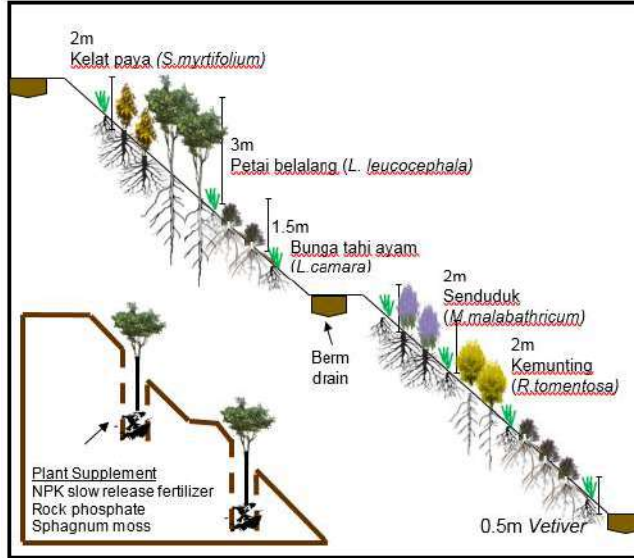 2m
Kelat paya (S.myrtifolium)
3m
Petai belalang (L. leucocephala)
1.5m
Bunga tahi ayam
(L.camara)
2m
Senduduk
(M.malabathricum)
2m
Kemunting
(R.tomentosa)
Berm
drain
Plant Supplement
NPK slow release fertilizer
Rock phosphate
Sphagnum moss
0.5m Vetiver